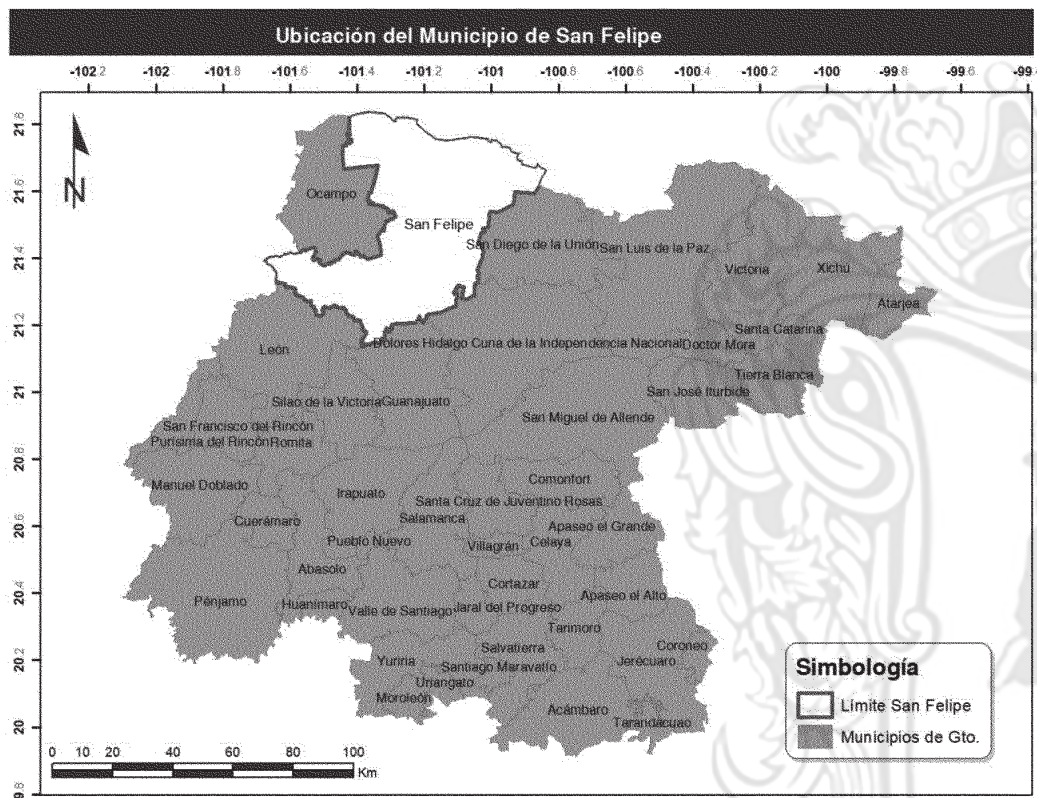 Ubicación del Municipio de San Felipe
-102.2 -102 -101.8 -101.6 -101.4 -101.2 -101 -100.8 -100.6 -100.4 -100.2 -100 -99.8 -99.6 -99.4
21.8
21.6
21.4
21.2
21
20.8
20.6
20.4
20.2
20
19.8
N
Ocampo
San Felipe
San Diego de la Unión San Luis de la Paz
Victoria Xichú
Atarjea
Santa Catarina
León Dolores Hidalgo Cuna de la Independencia Nacional Doctor Mora
Tierra Blanca
San José Iturbide
Silao de la Victoria Guanajuato
San Miguel de Allende
San Francisco del Rincón
Purísima del Rincón Romita
Comonfort
Manuel Doblado
Irapuato
Santa Cruz de Juventino Rosas
Cuerámaro Salamanca
Apaseo el Grande
Pueblo Nuevo Villagrán Celaya
Abasolo
Cortazar
Pénjamo Apaseo el Alto
Huanímaro Valle de Santiago Jaral del Progreso
Tarimoro
Salvatierra Coroneo
Yuriria Santiago Maravatío Jerécuaro
Uriangato
Moroleón
Acámbaro
Tarandacuao
Simbología
Límite San Felipe
Municipios de Gto.
0 10 20 40 60 80 100
Km